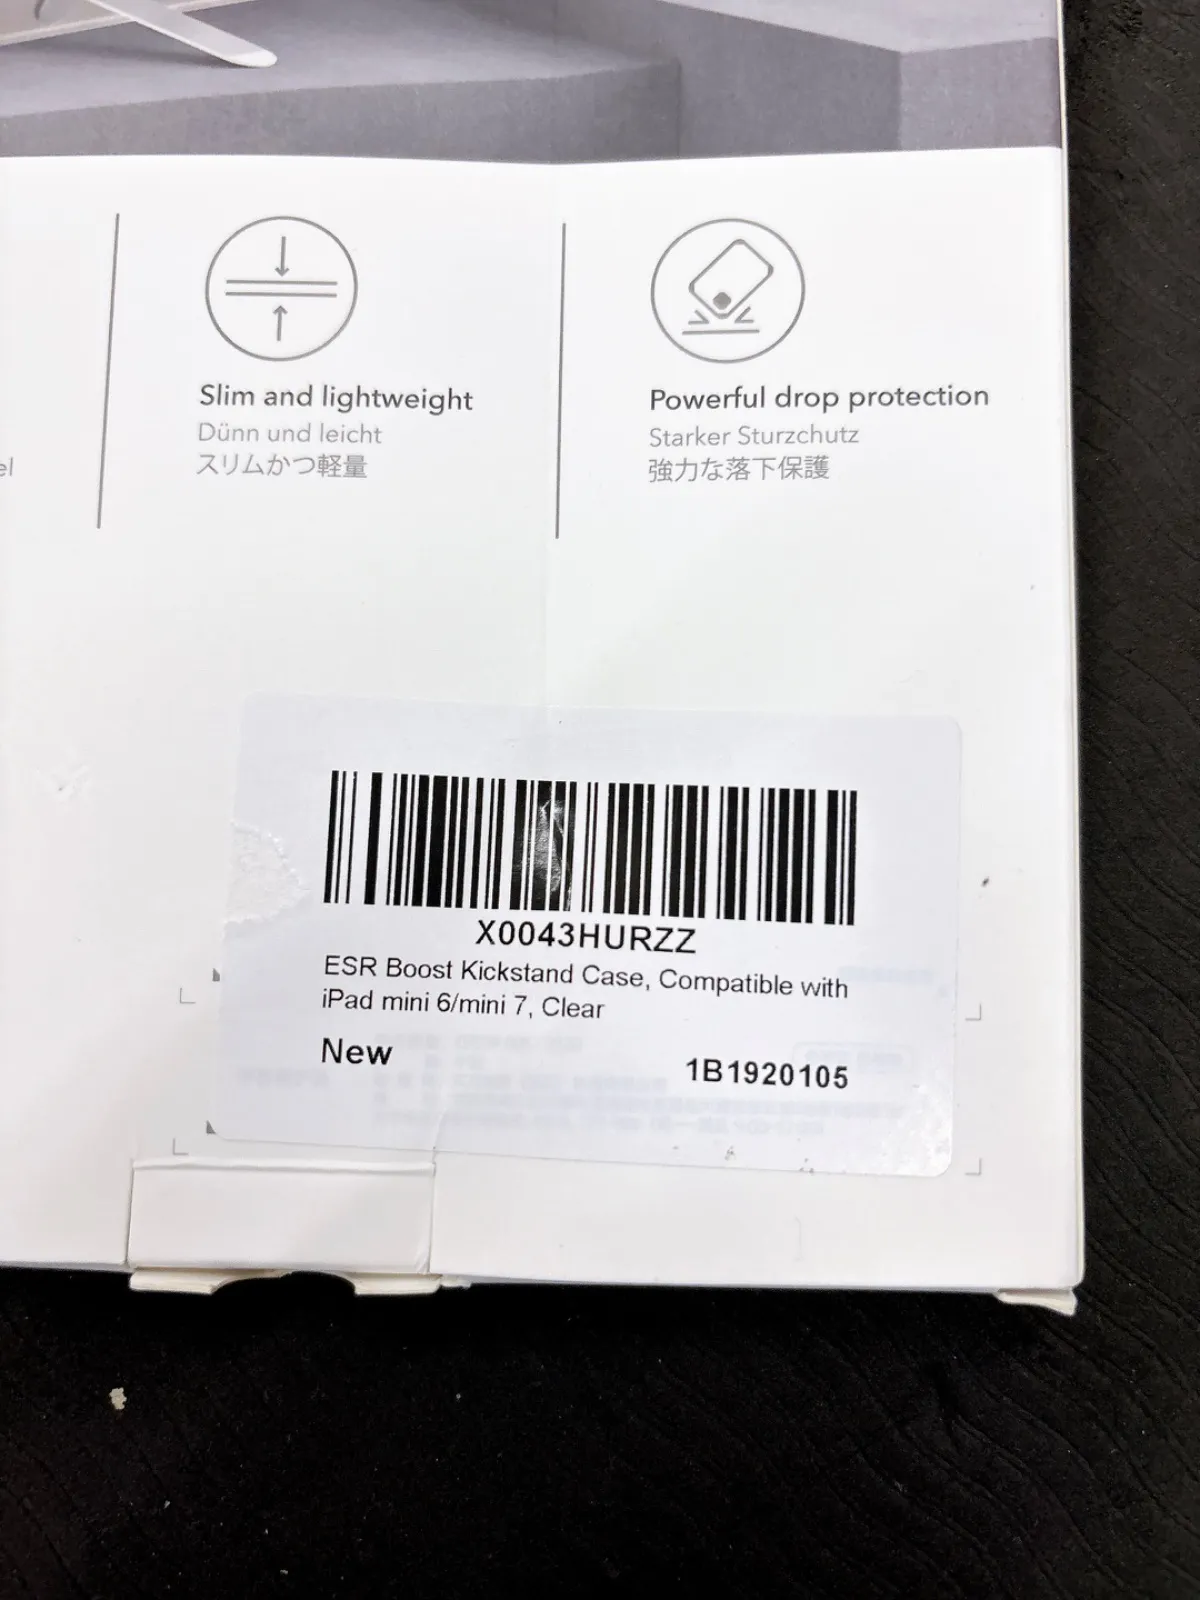 el
Slim and lightweight
Dünn und leicht
スリムかつ軽量
Powerful drop protection
Starker Sturzchutz
強力な落下保護
X0043HURZZ
ESR Boost Kickstand Case, Compatible with
iPad mini 6/mini 7, Clear
New
1B1920105